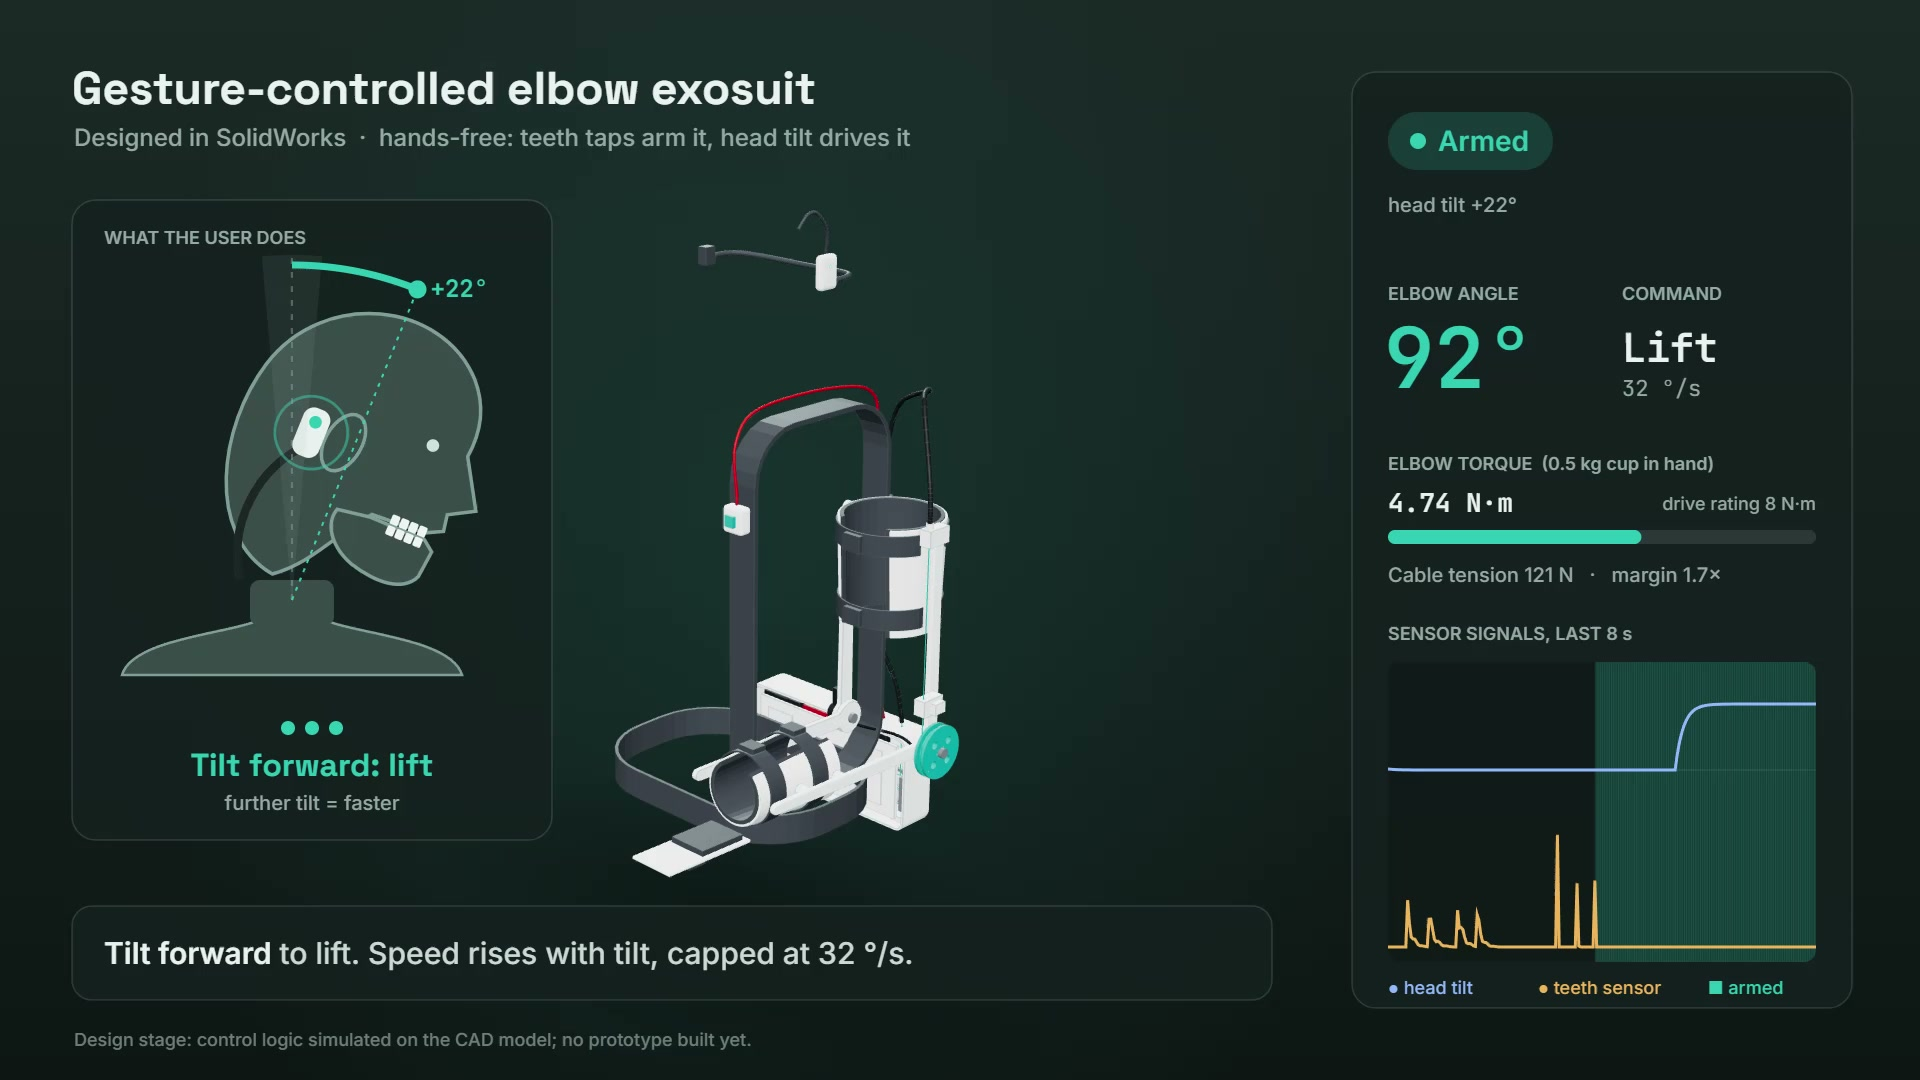 Gesture-controlled elbow exosuit
Designed in SolidWorks · hands-free: teeth taps arm it, head tilt drives it
WHAT THE USER DOES
+22°
Tilt forward: lift
further tilt = faster
Tilt forward to lift. Speed rises with tilt, capped at 32 °/s.
Design stage: control logic simulated on the CAD model; no prototype built yet.
Armed
head tilt +22°
ELBOW ANGLE
92°
COMMAND
Lift
32 °/s
ELBOW TORQUE (0.5 kg cup in hand)
4.74 N·m
drive rating 8 N·m
Cable tension 121 N · margin 1.7×
SENSOR SIGNALS, LAST 8 s
head tilt
teeth sensor
armed